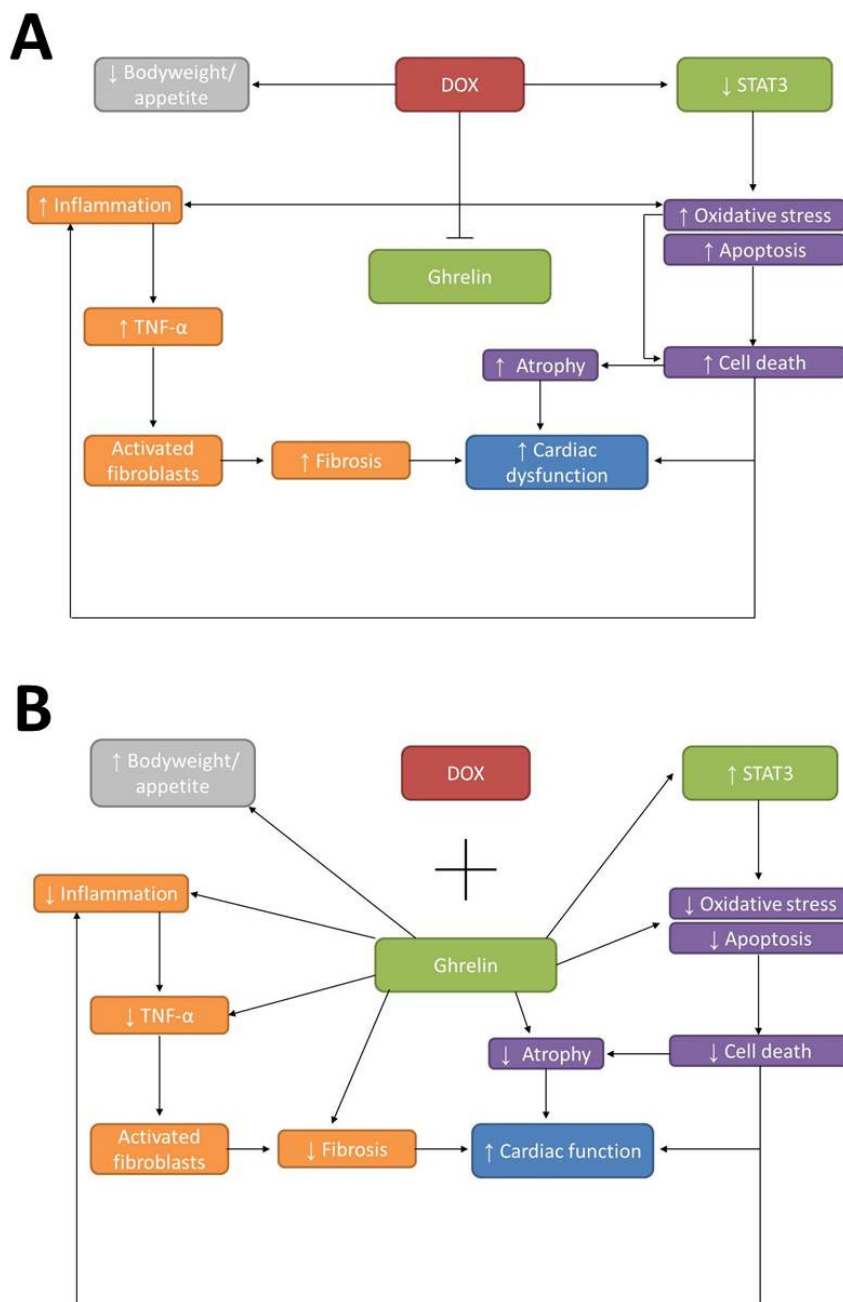 A
↓ Bodyweight/
appetite
DOX
↓ STAT3
↑ Inflammation
↑ Oxidative stress
↑ Apoptosis
Ghrelin
↑ TNF-α
↑ Atrophy
↑ Cell death
Activated
fibroblasts
↑ Fibrosis
↑ Cardiac
dysfunction
B
↑ Bodyweight/
appetite
DOX
↑ STAT3
↓ Inflammation
↓ Oxidative stress
↓ Apoptosis
Ghrelin
↓ TNF-α
↓ Atrophy
↓ Cell death
Activated
fibroblasts
↓ Fibrosis
↑ Cardiac function